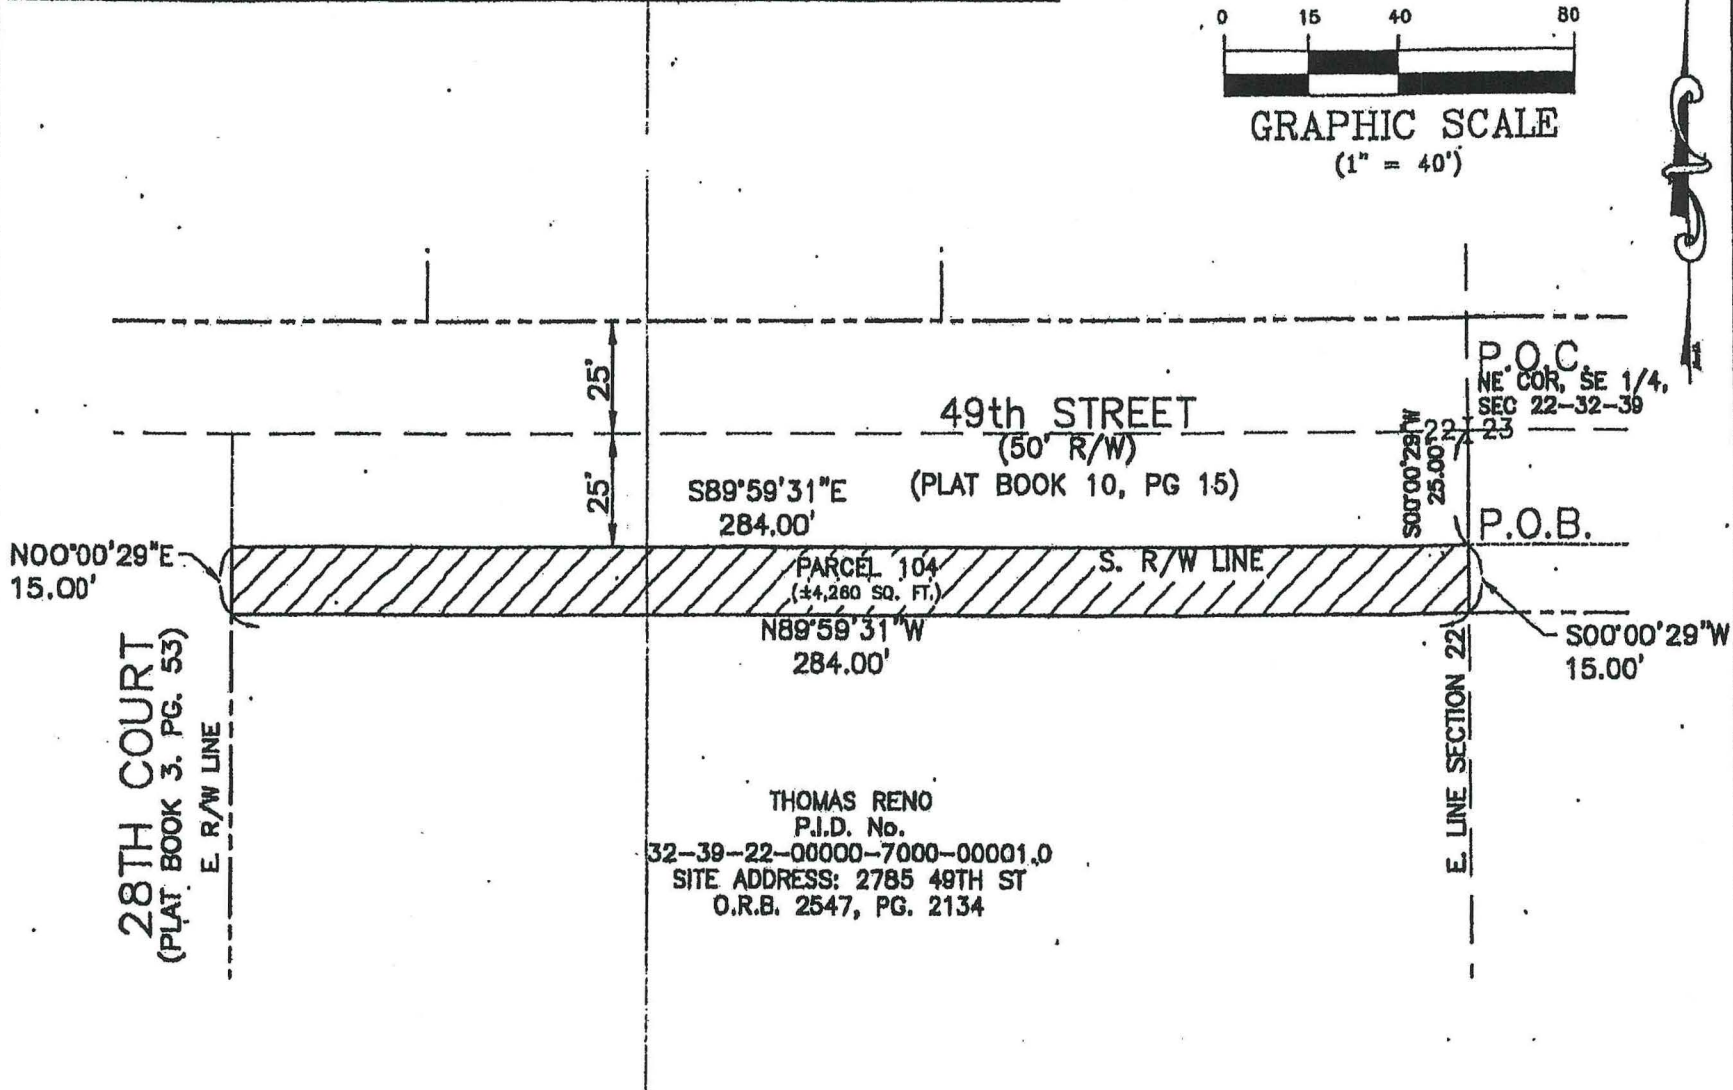 0 15 40 80
GRAPHIC SCALE
(1" = 40')
25'
P.O.C.
NE COR, SE 1/4,
SEC 22-32-39
49th STREET
(50' R/W)
(PLAT BOOK 10, PG 15)
22 23
S00°00'29"W
25.00'
25'
S89°59'31"E
284.00'
P.O.B.
N00°00'29"E
15.00'
PARCEL 104
(±4,260 SQ. FT.)
S. R/W LINE
N89°59'31"W
284.00'
S00°00'29"W
15.00'
28TH COURT
(PLAT BOOK 3. PG. 53)
E. R/W LINE
E. LINE SECTION 22
THOMAS RENO
P.I.D. No.
32-39-22-00000-7000-00001.0
SITE ADDRESS: 2785 49TH ST
O.R.B. 2547, PG. 2134